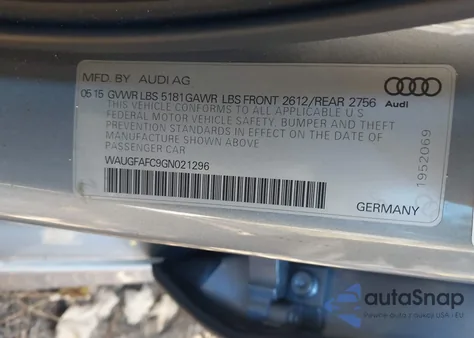 MFD. BY AUDI AG
05·15 GVWR LBS 5181 GAWR LBS FRONT 2612/REAR 2756
THIS VEHICLE CONFORMS TO ALL APPLICABLE U.S.
FEDERAL MOTOR VEHICLE SAFETY, BUMPER AND THEFT
PREVENTION STANDARDS IN EFFECT ON THE DATE OF
MANUFACTURE SHOWN ABOVE
PASSENGER CAR
WAUGFAFC9GN021296
Audi
1952069
GERMANY
autoSnap